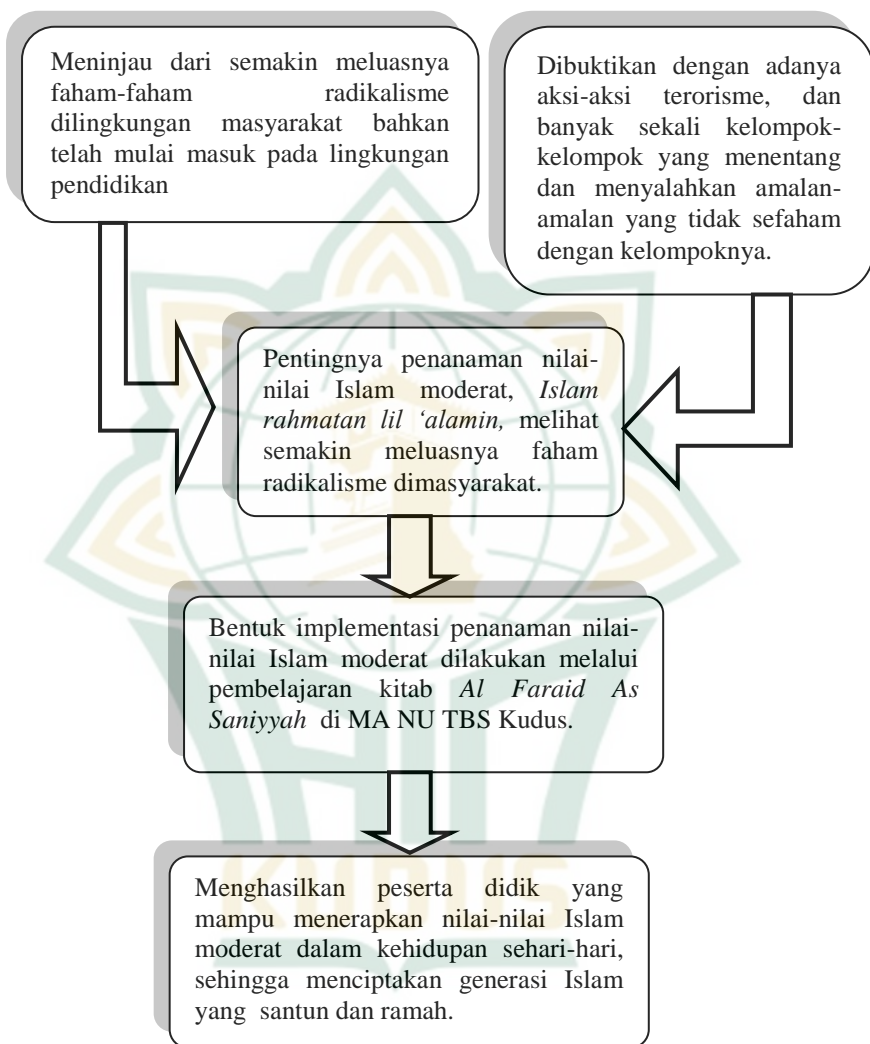 Meninjau dari semakin meluasnya
faham-faham radikalisme
dilingkungan masyarakat bahkan
telah mulai masuk pada lingkungan
pendidikan
Dibuktikan dengan adanya
aksi-aksi terorisme, dan
banyak sekali kelompok-
kelompok yang menentang
dan menyalahkan amalan-
amalan yang tidak sefaham
dengan kelompoknya.
Pentingnya penanaman nilai-
nilai Islam moderat, Islam
rahmatan lil ‘alamin, melihat
semakin meluasnya faham
radikalisme dimasyarakat.
Bentuk implementasi penanaman nilai-
nilai Islam moderat dilakukan melalui
pembelajaran kitab Al Faraid As
Saniyyah di MA NU TBS Kudus.
KUDUS
Menghasilkan peserta didik yang
mampu menerapkan nilai-nilai Islam
moderat dalam kehidupan sehari-hari,
sehingga menciptakan generasi Islam
yang santun dan ramah.